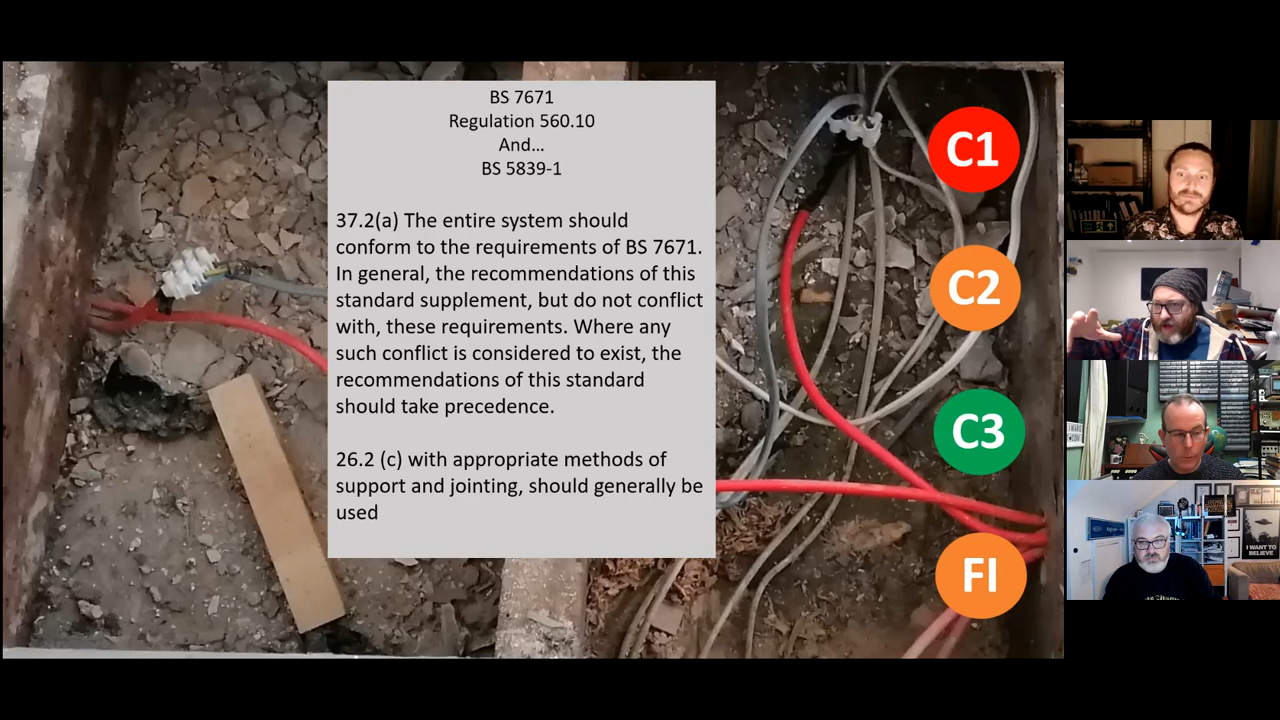 BS 7671
Regulation 560.10
And...
BS 5839-1
37.2(a) The entire system should
conform to the requirements of BS 7671.
In general, the recommendations of this
standard supplement, but do not conflict
with, these requirements. Where any
such conflict is considered to exist, the
recommendations of this standard
should take precedence.
26.2 (c) with appropriate methods of
support and jointing, should generally be
used
C1
C2
C3
FI
I WANT TO
BELIEVE